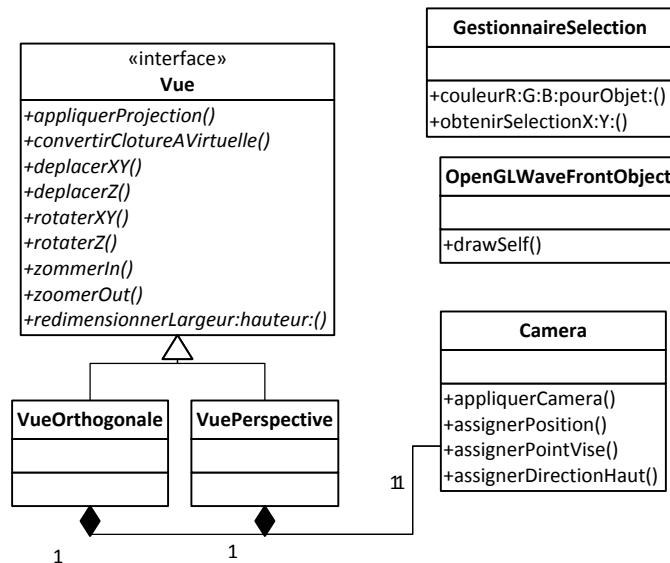 «interface»
Vue
+appliquerProjection()
+convertirClotureAVirtuelle()
+deplacerXY()
+deplacerZ()
+rotaterXY()
+rotaterZ()
+zommerIn()
+zoomerOut()
+redimensionnerLargeur:hauteur:()
GestionnaireSelection
+couleurR:G:B:pourObjet:()
+obtenirSelectionX:Y:()
OpenGLWaveFrontObject
+drawSelf()
Camera
+appliquerCamera()
+assignerPosition()
+assignerPointVise()
+assignerDirectionHaut()
VueOrthogonale
VuePerspective
11
1
1